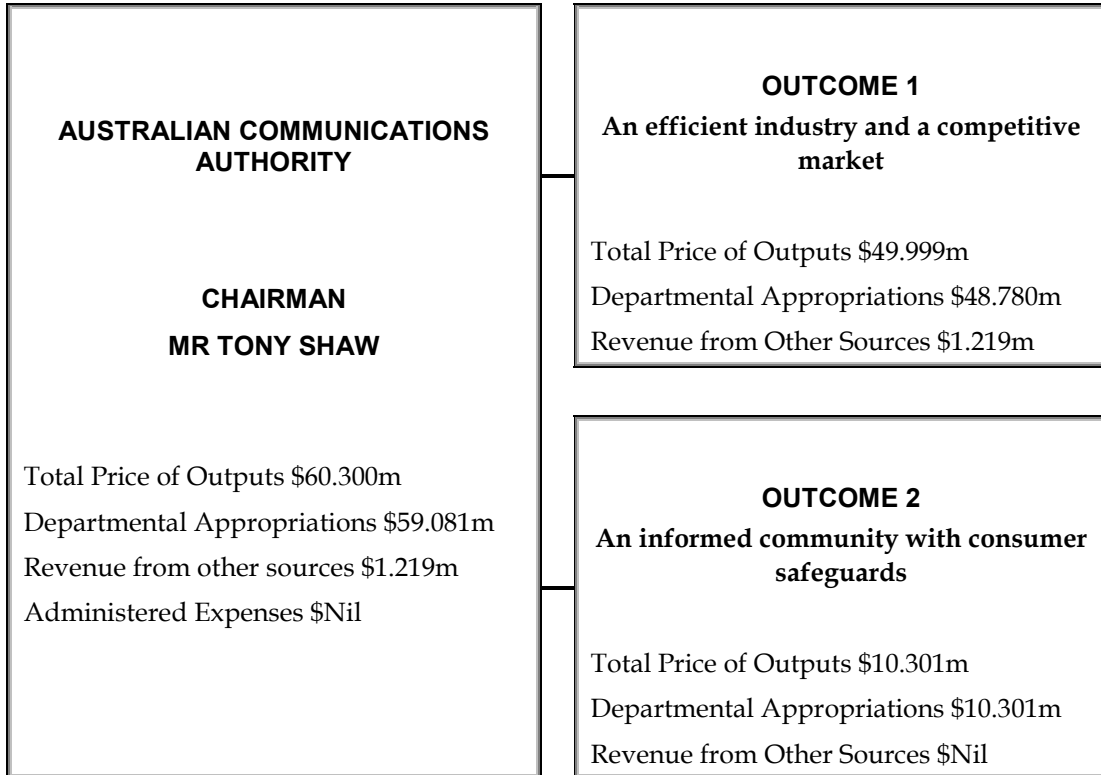 AUSTRALIAN COMMUNICATIONS
AUTHORITY
CHAIRMAN
MR TONY SHAW
Total Price of Outputs $60.300m
Departmental Appropriations $59.081m
Revenue from other sources $1.219m
Administered Expenses $Nil
OUTCOME 1
An efficient industry and a competitive
market
Total Price of Outputs $49.999m
Departmental Appropriations $48.780m
Revenue from Other Sources $1.219m
OUTCOME 2
An informed community with consumer
safeguards
Total Price of Outputs $10.301m
Departmental Appropriations $10.301m
Revenue from Other Sources $Nil